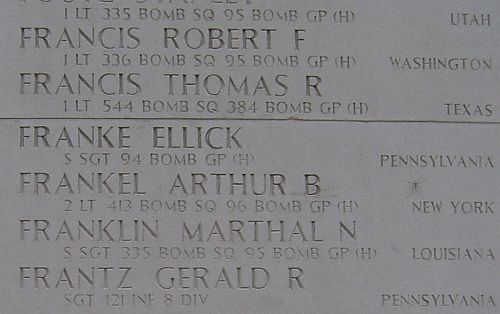 1 LT 335 BOMB SQ 95 BOMB GP (H) UTAH
FRANCIS ROBERT F
1 LT 336 BOMB SQ 95 BOMB GP (H) WASHINGTON
FRANCIS THOMAS R
1 LT 544 BOMB SQ 384 BOMB GP (H) TEXAS
FRANKE ELLICK
S SGT 94 BOMB GP (H) PENNSYLVANIA
FRANKEL ARTHUR B
2 LT 413 BOMB SQ 96 BOMB GP (H) NEW YORK
FRANKLIN MARTHAL N
S SGT 335 BOMB SQ 95 BOMB GP (H) LOUISIANA
FRANTZ GERALD R
SGT 121 INF 8 DIV PENNSYLVANIA